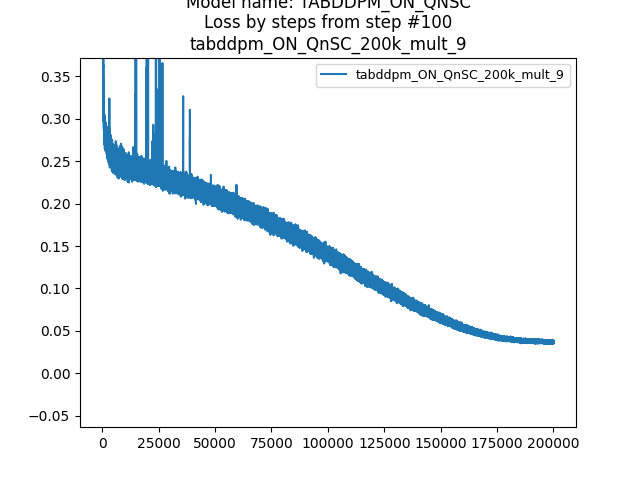 Model name: TABDDPM_ON_QNSC
Loss by steps from step #100
tabddpm_ON_QnSC_200k_mult_9
tabddpm_ON_QnSC_200k_mult_9
0.35
0.30
0.25
0.20
0.15
0.10
0.05
0.00
−0.05
0 25000 50000 75000 100000 125000 150000 175000 200000